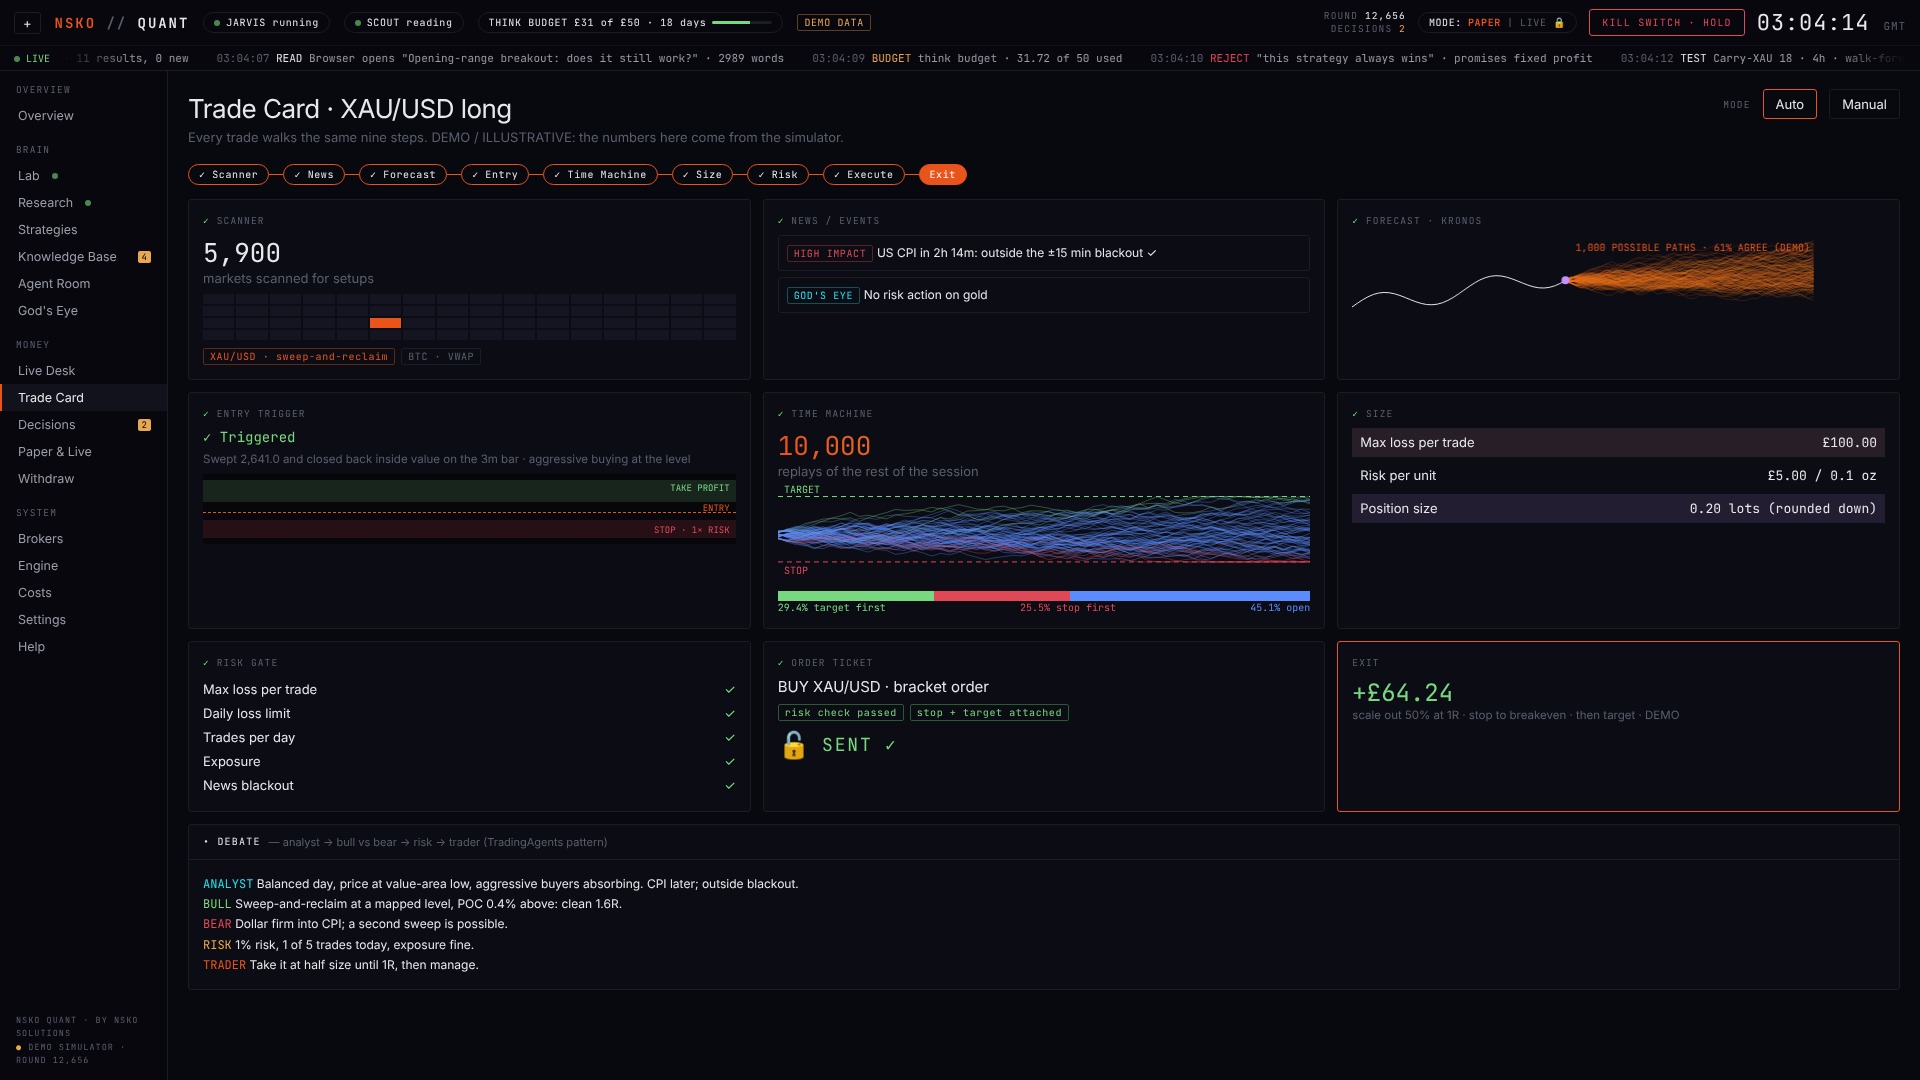 + NSKO // QUANT JARVIS running SCOUT reading THINK BUDGET £31 of £50 · 18 days DEMO DATA ROUND 12,656 DECISIONS 2 MODE: PAPER | LIVE 🔒 KILL SWITCH · HOLD 03:04:14 GMT
LIVE · 11 results, 0 new 03:04:07 READ Browser opens "Opening-range breakout: does it still work?" · 2989 words 03:04:09 BUDGET think budget · 31.72 of 50 used 03:04:10 REJECT "this strategy always wins" · promises fixed profit 03:04:12 TEST Carry-XAU 18 · 4h · walk-for
OVERVIEW
Overview
BRAIN
Lab
Research
Strategies
Knowledge Base 4
Agent Room
God's Eye
MONEY
Live Desk
Trade Card
Decisions 2
Paper & Live
Withdraw
SYSTEM
Brokers
Engine
Costs
Settings
Help
NSKO QUANT · BY NSKO
SOLUTIONS
DEMO SIMULATOR ·
ROUND 12,656
Trade Card · XAU/USD long
Every trade walks the same nine steps. DEMO / ILLUSTRATIVE: the numbers here come from the simulator.
MODE Auto Manual
✓ Scanner ✓ News ✓ Forecast ✓ Entry ✓ Time Machine ✓ Size ✓ Risk ✓ Execute Exit
✓ SCANNER
5,900
markets scanned for setups
XAU/USD · sweep-and-reclaim BTC · VWAP
✓ NEWS / EVENTS
HIGH IMPACT US CPI in 2h 14m: outside the ±15 min blackout ✓
GOD'S EYE No risk action on gold
✓ FORECAST · KRONOS
1,000 POSSIBLE PATHS · 61% AGREE (DEMO)
✓ ENTRY TRIGGER
✓ Triggered
Swept 2,641.0 and closed back inside value on the 3m bar · aggressive buying at the level
TAKE PROFIT
ENTRY
STOP · 1× RISK
✓ TIME MACHINE
10,000
replays of the rest of the session
TARGET
STOP
29.4% target first 25.5% stop first 45.1% open
✓ SIZE
Max loss per trade £100.00
Risk per unit £5.00 / 0.1 oz
Position size 0.20 lots (rounded down)
✓ RISK GATE
Max loss per trade ✓
Daily loss limit ✓
Trades per day ✓
Exposure ✓
News blackout ✓
✓ ORDER TICKET
BUY XAU/USD · bracket order
risk check passed stop + target attached
🔓 SENT ✓
EXIT
+£64.24
scale out 50% at 1R · stop to breakeven · then target · DEMO
• DEBATE — analyst → bull vs bear → risk → trader (TradingAgents pattern)
ANALYST Balanced day, price at value-area low, aggressive buyers absorbing. CPI later; outside blackout.
BULL Sweep-and-reclaim at a mapped level, POC 0.4% above: clean 1.6R.
BEAR Dollar firm into CPI; a second sweep is possible.
RISK 1% risk, 1 of 5 trades today, exposure fine.
TRADER Take it at half size until 1R, then manage.